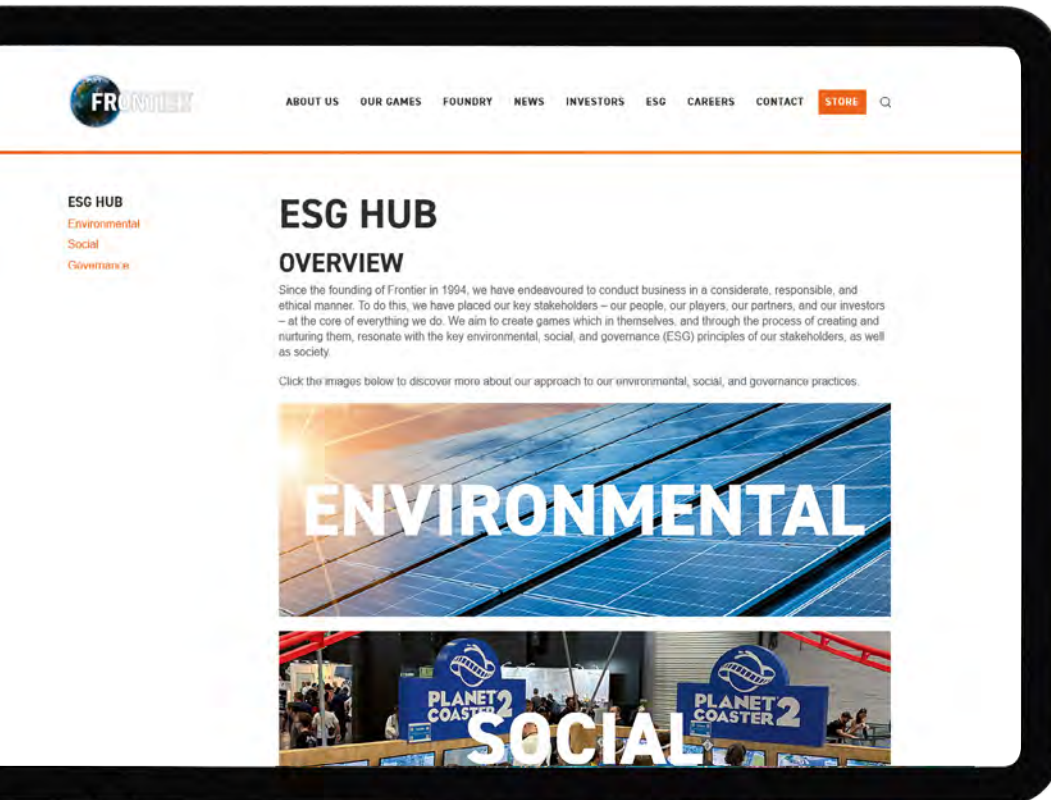 FRONTIER
ABOUT US OUR GAMES FOUNDRY NEWS INVESTORS ESG CAREERS CONTACT STORE
ESG HUB
Environmental
Social
Governance
ESG HUB
OVERVIEW
Since the founding of Frontier in 1994, we have endeavoured to conduct business in a considerate, responsible, and
ethical manner. To do this, we have placed our key stakeholders – our people, our players, our partners, and our investors
– at the core of everything we do. We aim to create games which in themselves, and through the process of creating and
nurturing them, resonate with the key environmental, social, and governance (ESG) principles of our stakeholders, as well
as society.
Click the images below to discover more about our approach to our environmental, social, and governance practices.
ENVIRONMENTAL
PLANET
COASTER 2
PLANET
COASTER 2
SOCIAL